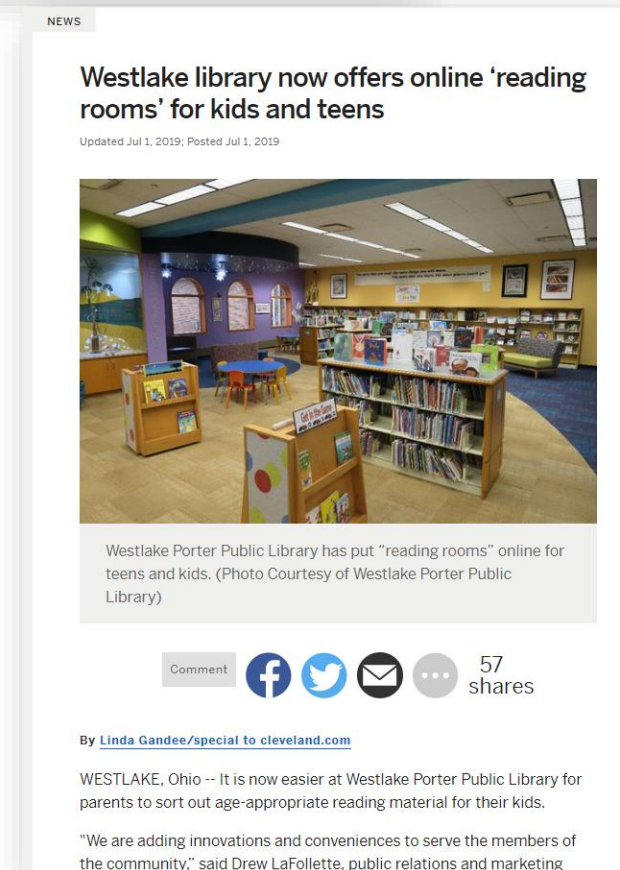 NEWS
Westlake library now offers online ‘reading
rooms’ for kids and teens
Updated Jul 1, 2019; Posted Jul 1, 2019
Get in the Game
Westlake Porter Public Library has put “reading rooms” online for
teens and kids. (Photo Courtesy of Westlake Porter Public
Library)
Comment
57
shares
By Linda Gandee/special to cleveland.com
WESTLAKE, Ohio -- It is now easier at Westlake Porter Public Library for
parents to sort out age-appropriate reading material for their kids.
"We are adding innovations and conveniences to serve the members of
the community,” said Drew LaFollette, public relations and marketing